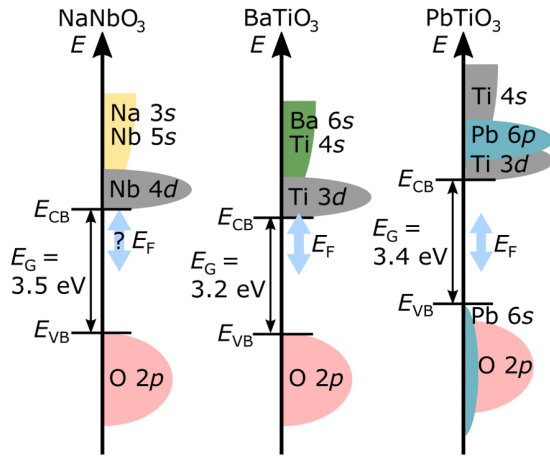 NaNbO3
E
Na 3s
Nb 5s
Nb 4d
ECB
? EF
EG =
3.5 eV
EVB
O 2p
BaTiO3
E
Ba 6s
Ti 4s
Ti 3d
ECB
EF
EG =
3.2 eV
EVB
O 2p
PbTiO3
E
Ti 4s
Pb 6p
Ti 3d
ECB
EG =
3.4 eV
EF
EVB
Pb 6s
O 2p